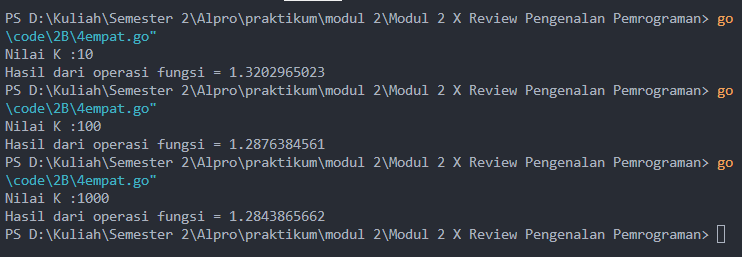 PS D:\Kuliah\Semester 2\Alpro\praktikum\modul 2\Modul 2 X Review Pengenalan Pemrograman> go
\code\2B\4empat.go"
Nilai K :10
Hasil dari operasi fungsi = 1.3202965023
PS D:\Kuliah\Semester 2\Alpro\praktikum\modul 2\Modul 2 X Review Pengenalan Pemrograman> go
\code\2B\4empat.go"
Nilai K :100
Hasil dari operasi fungsi = 1.2876384561
PS D:\Kuliah\Semester 2\Alpro\praktikum\modul 2\Modul 2 X Review Pengenalan Pemrograman> go
\code\2B\4empat.go"
Nilai K :1000
Hasil dari operasi fungsi = 1.2843865662
PS D:\Kuliah\Semester 2\Alpro\praktikum\modul 2\Modul 2 X Review Pengenalan Pemrograman>